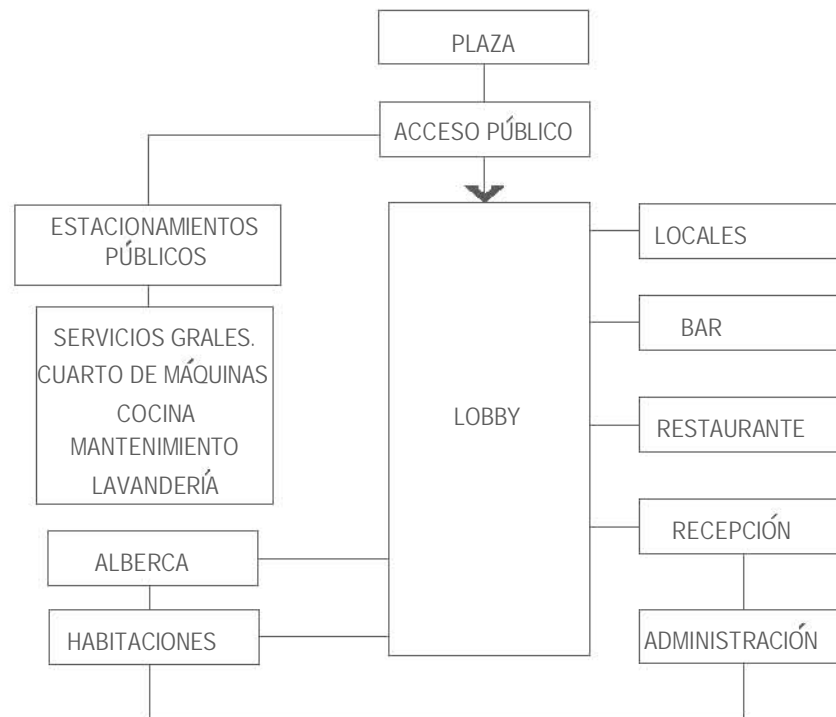 PLAZA
ACCESO PÚBLICO
ESTACIONAMIENTOS
PÚBLICOS
SERVICIOS GRALES.
CUARTO DE MÁQUINAS
COCINA
MANTENIMIENTO
LAVANDERÍA
ALBERCA
HABITACIONES
LOBBY
LOCALES
BAR
RESTAURANTE
RECEPCIÓN
ADMINISTRACIÓN